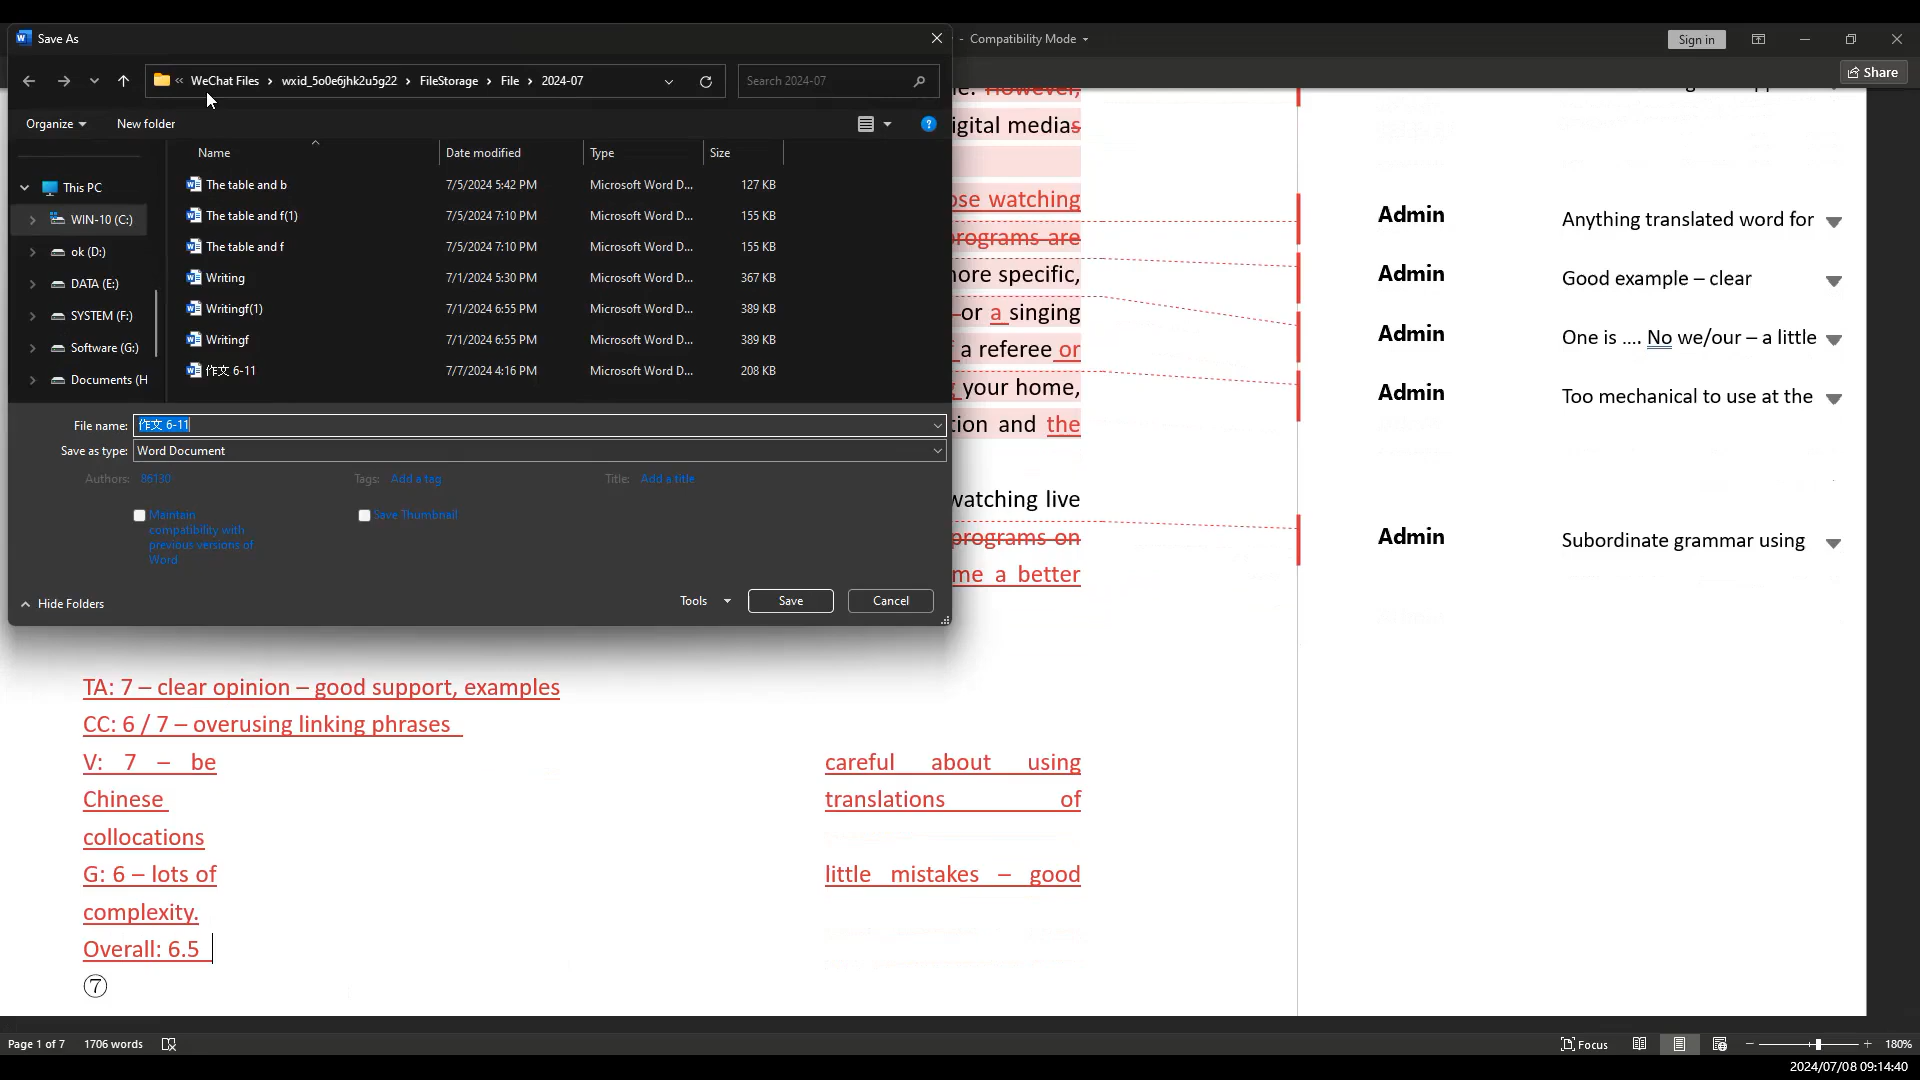 Save As
Compatibility Mode
Sign in
WeChat Files > wxid_5o0e6jhk2u5g22 > FileStorage > File > 2024-07
Search 2024-07
Share
Organize
New folder
Name
Date modified
Type
Size
This PC
WIN-10 (C:)
ok (D:)
DATA (E:)
SYSTEM (F:)
Software (G:)
Documents (H
The table and b 7/5/2024 5:42 PM Microsoft Word D... 127 KB
The table and f(1) 7/5/2024 7:10 PM Microsoft Word D... 155 KB
The table and f 7/5/2024 7:10 PM Microsoft Word D... 155 KB
Writing 7/1/2024 5:30 PM Microsoft Word D... 367 KB
Writingf(1) 7/1/2024 6:55 PM Microsoft Word D... 389 KB
Writingf 7/1/2024 6:55 PM Microsoft Word D... 389 KB
作文 6-11 7/7/2024 4:16 PM Microsoft Word D... 208 KB
File name: 作文 6-11
Save as type: Word Document
Authors: 86130
Tags: Add a tag
Title: Add a title
Maintain
compatibility with
previous versions of
Word.
Save Thumbnail
Hide Folders
Tools
Save
Cancel
However,
igital medias
ose watching
programs are
more specific,
or a singing
a referee or
your home,
tion and the
watching live
programs on
me a better
Admin Anything translated word for
Admin Good example – clear
Admin One is .... No we/our – a little
Admin Too mechanical to use at the
Admin Subordinate grammar using
TA: 7 – clear opinion – good support, examples
CC: 6 / 7 – overusing linking phrases
V: 7 – be careful about using
Chinese translations of
collocations
G: 6 – lots of little mistakes – good
complexity.
Overall: 6.5
⑦
Page 1 of 7
1706 words
Focus
180%
2024/07/08 09:14:40